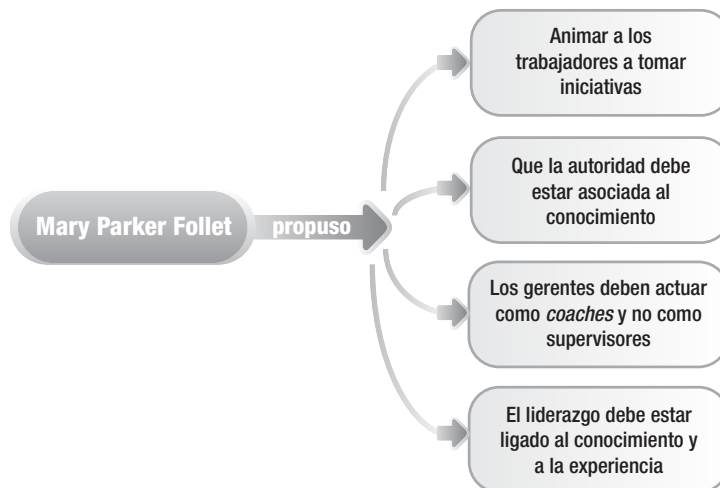 Mary Parker Follet
propuso
Animar a los
trabajadores a tomar
iniciativas
Que la autoridad debe
estar asociada al
conocimiento
Los gerentes deben actuar
como coaches y no como
supervisores
El liderazgo debe estar
ligado al conocimiento y
a la experiencia